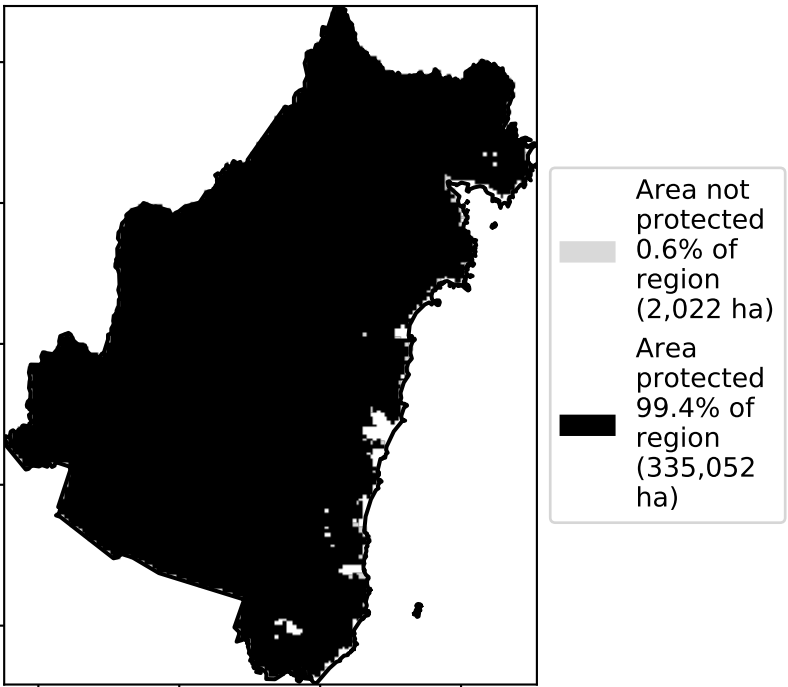 Area not
protected
0.6% of
region
(2,022 ha)
Area
protected
99.4% of
region
(335,052
ha)